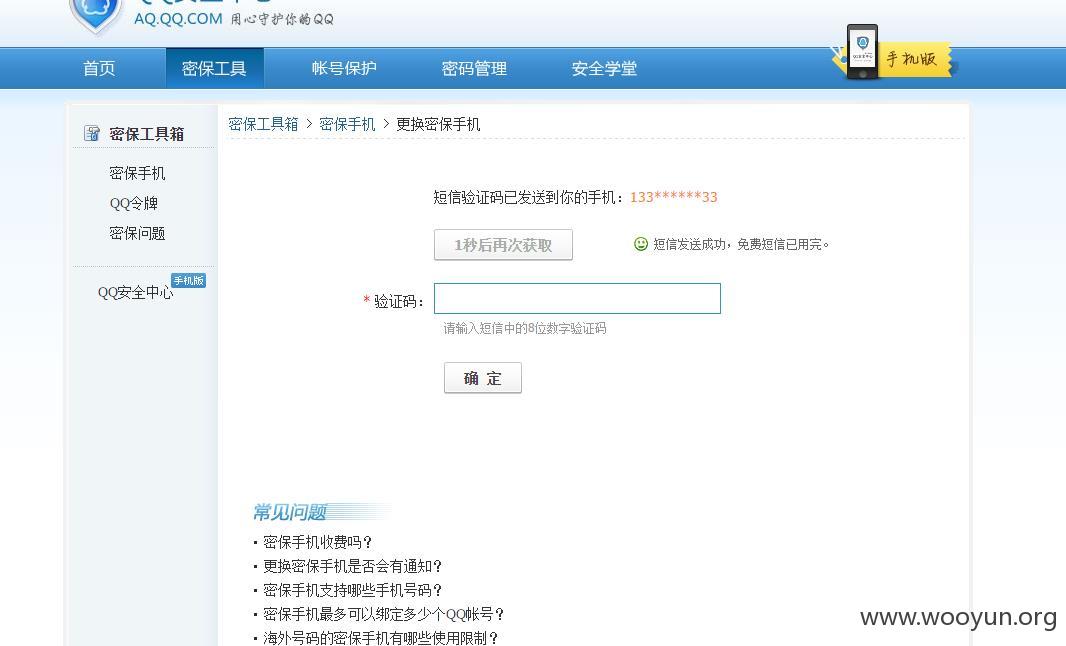 AQ.QQ.COM 用心守护你的QQ
首页 密保工具 帐号保护 密码管理 安全学堂 手机版
密保工具箱
密保手机
QQ令牌
密保问题
手机版
QQ安全中心
密保工具箱 > 密保手机 > 更换密保手机
短信验证码已发送到你的手机：133******33
1秒后再次获取 短信发送成功，免费短信已用完。
* 验证码：
请输入短信中的8位数字验证码
确 定
常见问题
· 密保手机收费吗？
· 更换密保手机是否会有通知？
· 密保手机支持哪些手机号码？
· 密保手机最多可以绑定多少个QQ帐号？
· 海外号码的密保手机有哪些使用限制？
www.wooyun.org